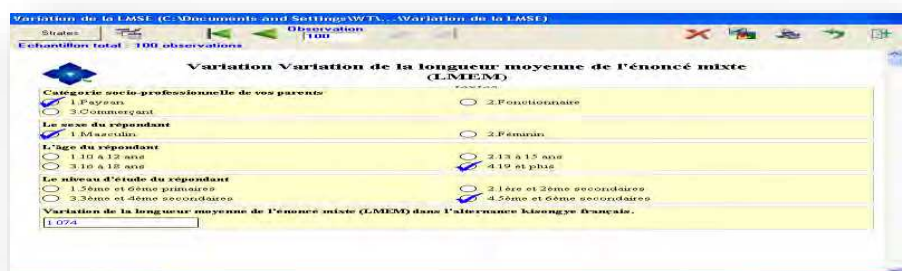 Variation de la LMSE (C:\Documents and Settings\WT\...\Variation de la LMSE)
Strates Observation 100
Echantillon total : 100 observations
Variation Variation de la longueur moyenne de l'énoncé mixte
(LMEM)
Catégorie socio-professionnelle de vos parents
1.Paysan 2.Fonctionnaire
3.Commerçant
Le sexe du répondant
1.Masculin 2.Féminin
L'âge du répondant
1.10 à 12 ans 2.13 à 15 ans
3.16 à 18 ans 4.19 et plus
Le niveau d'étude du répondant
1.5ème et 6ème primaires 2.1ère et 2ème secondaires
3.3ème et 4ème secondaires 4.5ème et 6ème secondaires
Variation de la longueur moyenne de l'énoncé mixte (LMEM) dans l'alternance kisongye français.
1 074